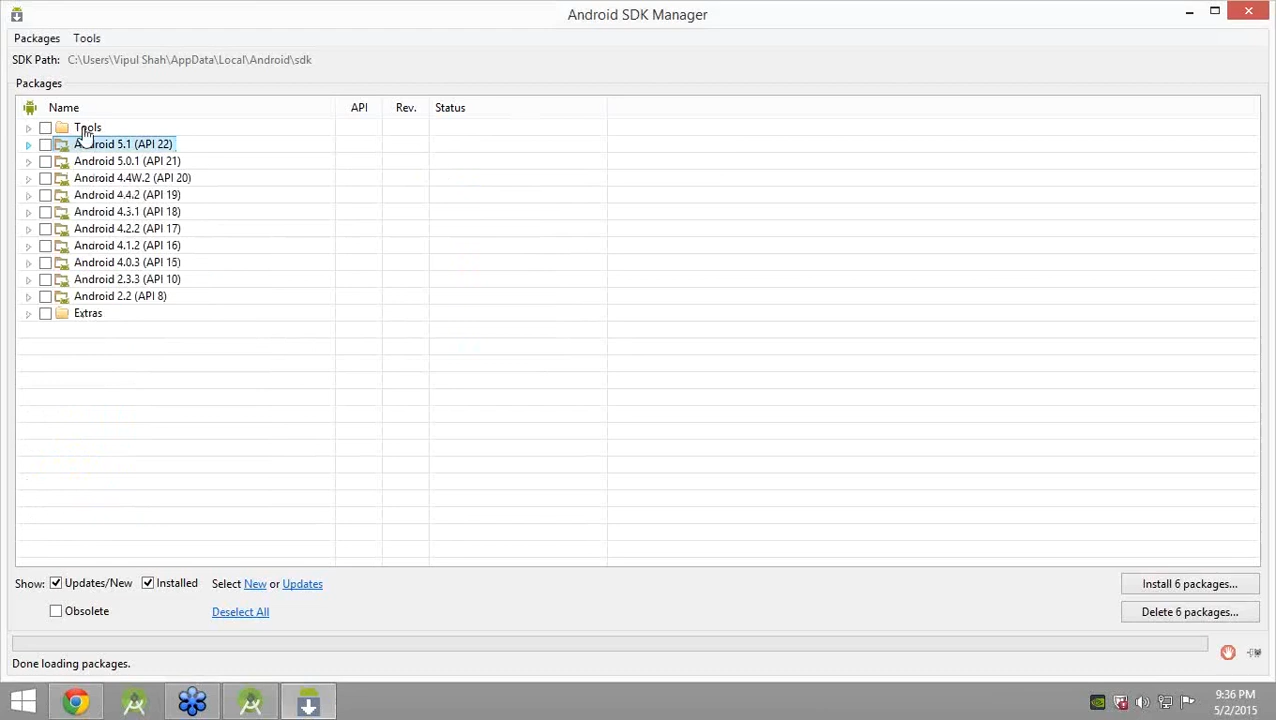 Android SDK Manager
Packages Tools
SDK Path: C:\Users\Vipul Shah\AppData\Local\Android\sdk
Packages
Name API Rev. Status
Tools
Android 5.1 (API 22)
Android 5.0.1 (API 21)
Android 4.4W.2 (API 20)
Android 4.4.2 (API 19)
Android 4.3.1 (API 18)
Android 4.2.2 (API 17)
Android 4.1.2 (API 16)
Android 4.0.3 (API 15)
Android 2.3.3 (API 10)
Android 2.2 (API 8)
Extras
Show: Updates/New Installed Select New or Updates Install 6 packages...
Obsolete Deselect All Delete 6 packages...
Done loading packages.
9:36 PM
5/2/2015